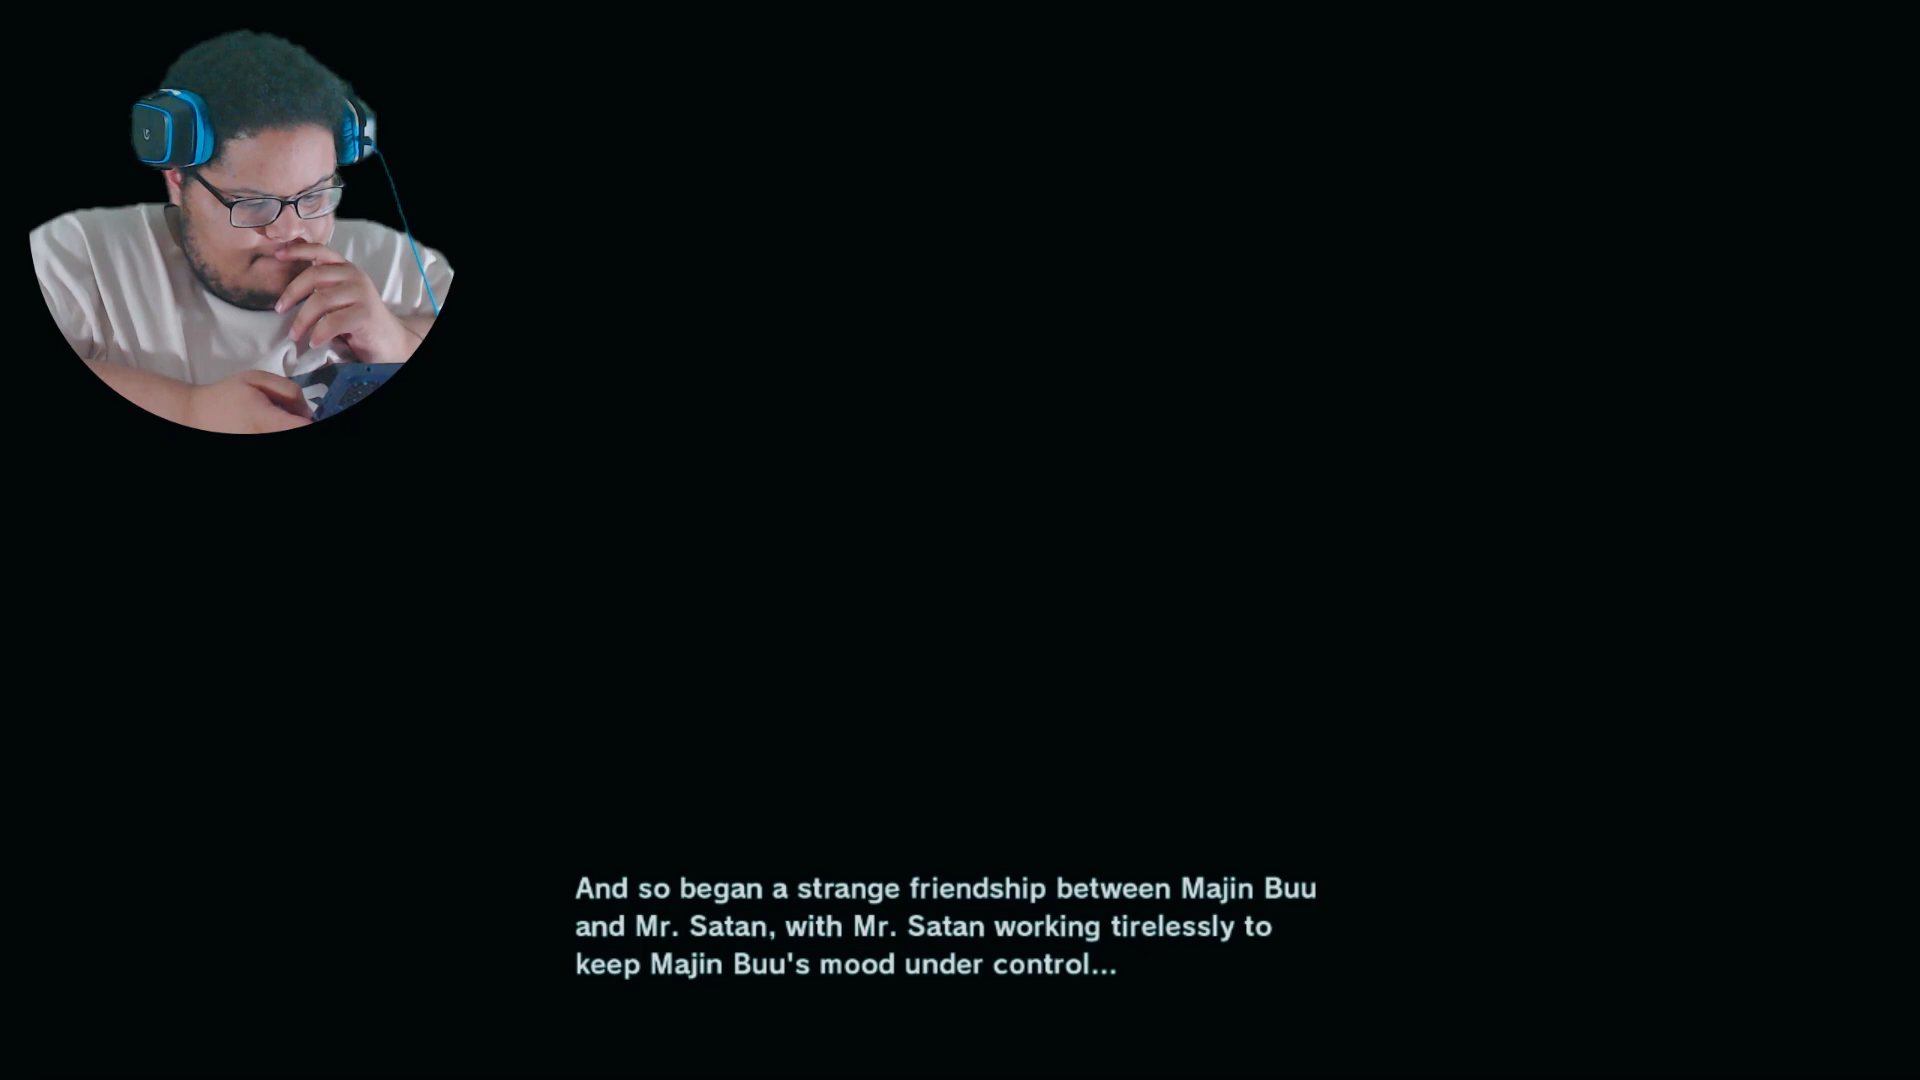 And so began a strange friendship between Majin Buu
and Mr. Satan, with Mr. Satan working tirelessly to
keep Majin Buu's mood under control...